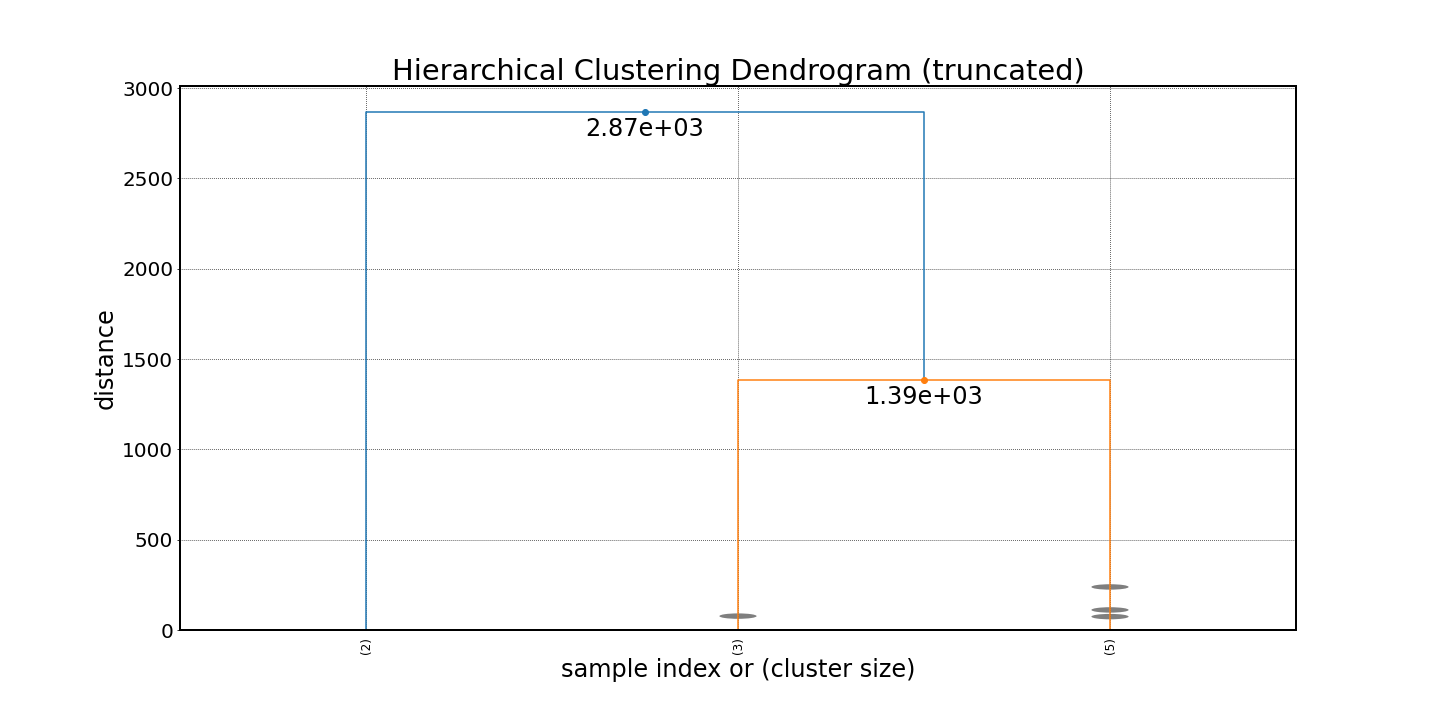 Hierarchical Clustering Dendrogram (truncated)
3000
2500
2000
1500
1000
500
0
distance
2.87e+03
1.39e+03
(2)
(3)
(5)
sample index or (cluster size)